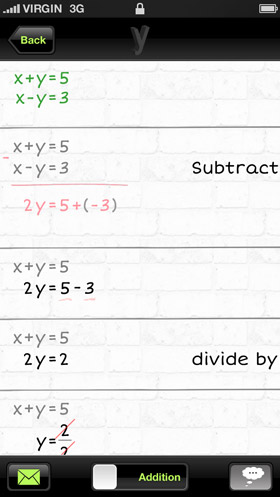 VIRGIN 3G
Back
y
x+y=5
x-y=3
x+y=5
- x-y=3
Subtract
2y=5+(-3)
x+y=5
2y=5-3
x+y=5
2y=2
divide by
x+y=5
y=2/2
Addition